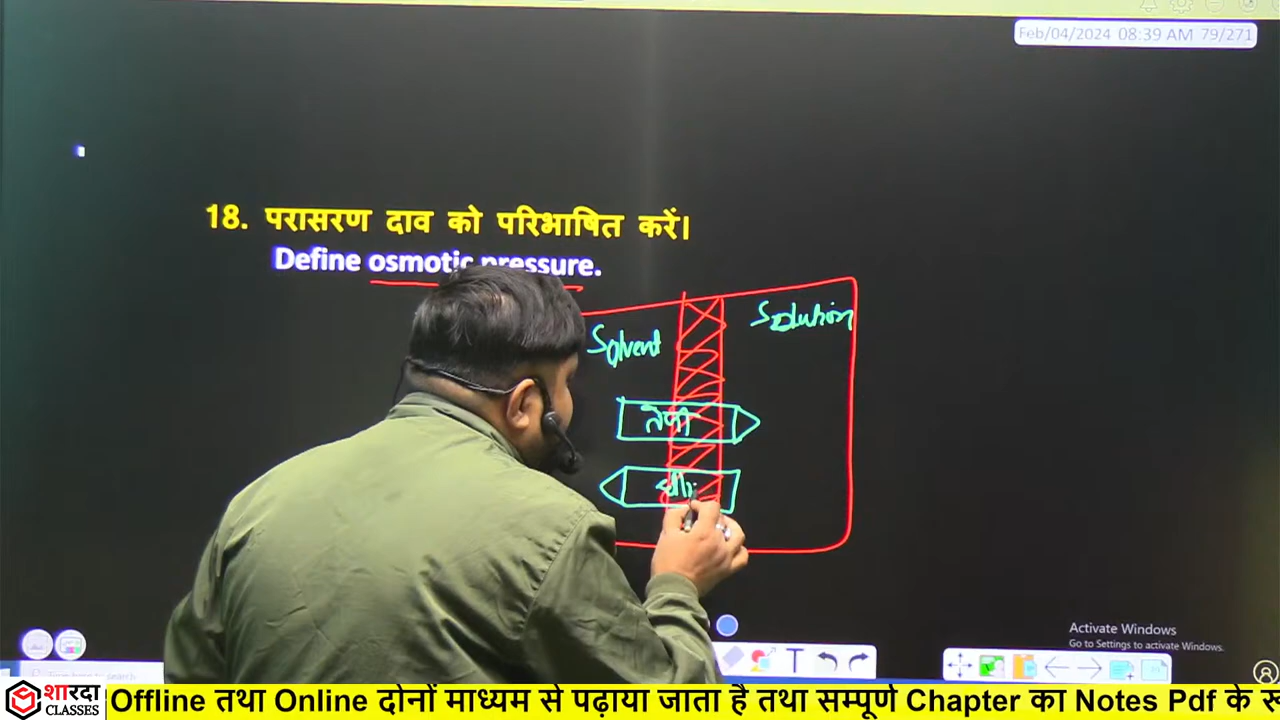 Feb/04/2024 08:39 AM 79/271
18. परासरण दाव को परिभाषित करें।
Define osmotic pressure.
Solvent
Solution
तेजी
Activate Windows
Go to Settings to activate Windows.
शारदा
CLASSES
Offline तथा Online दोनों माध्यम से पढ़ाया जाता है तथा सम्पूर्ण Chapter का Notes Pdf के